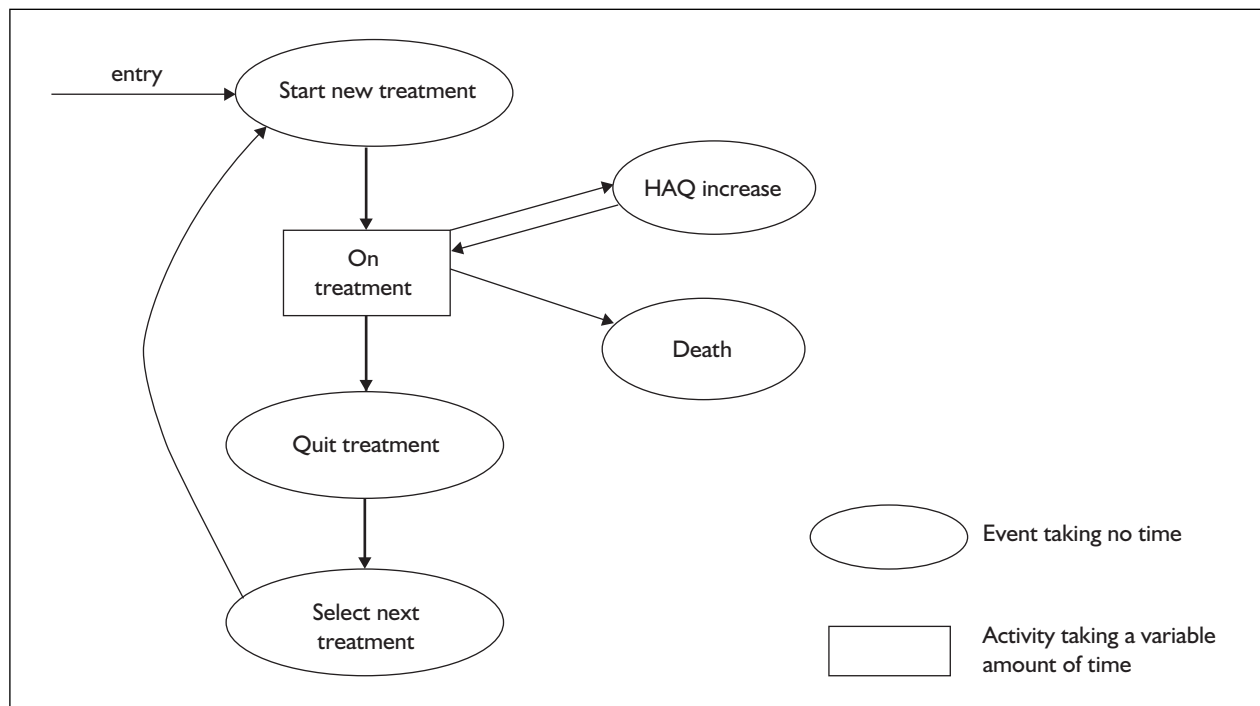 entry
Start new treatment
HAQ increase
On
treatment
Death
Quit treatment
Event taking no time
Select next
treatment
Activity taking a variable
amount of time